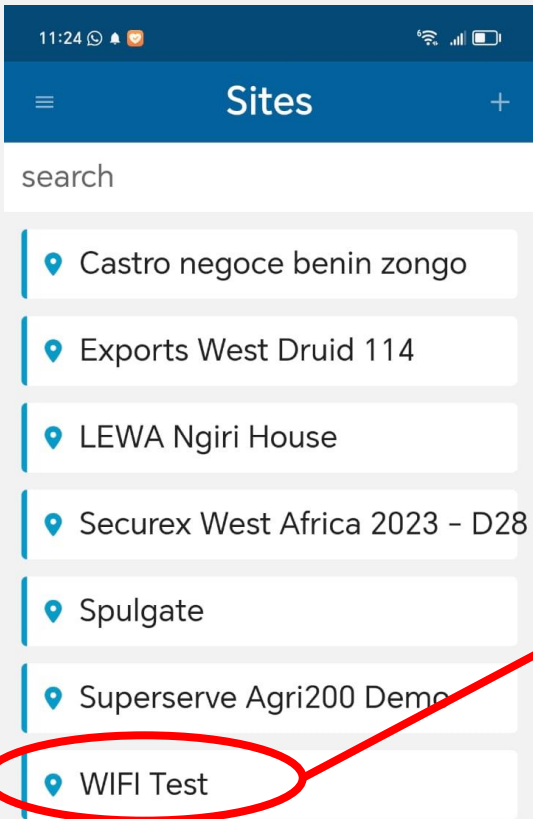 11:24
Sites
search
Castro negoce benin zongo
Exports West Druid 114
LEWA Ngiri House
Securex West Africa 2023 - D28
Spulgate
Superserve Agri200 Demo
WIFI Test